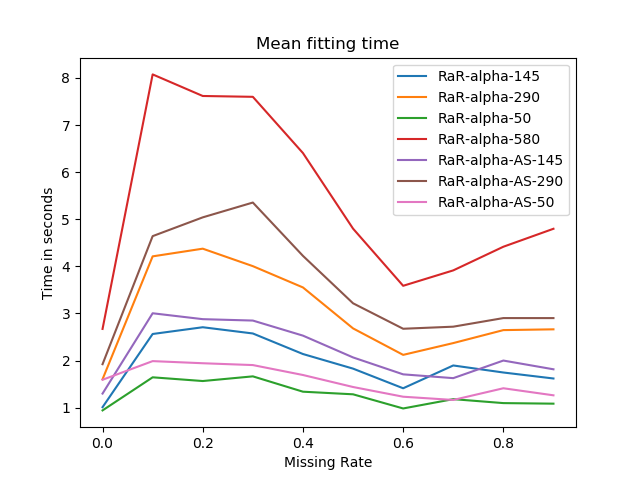 Mean fitting time
RaR-alpha-145
RaR-alpha-290
RaR-alpha-50
RaR-alpha-580
RaR-alpha-AS-145
RaR-alpha-AS-290
RaR-alpha-AS-50
Time in seconds
8
7
6
5
4
3
2
1
0.0 0.2 0.4 0.6 0.8
Missing Rate